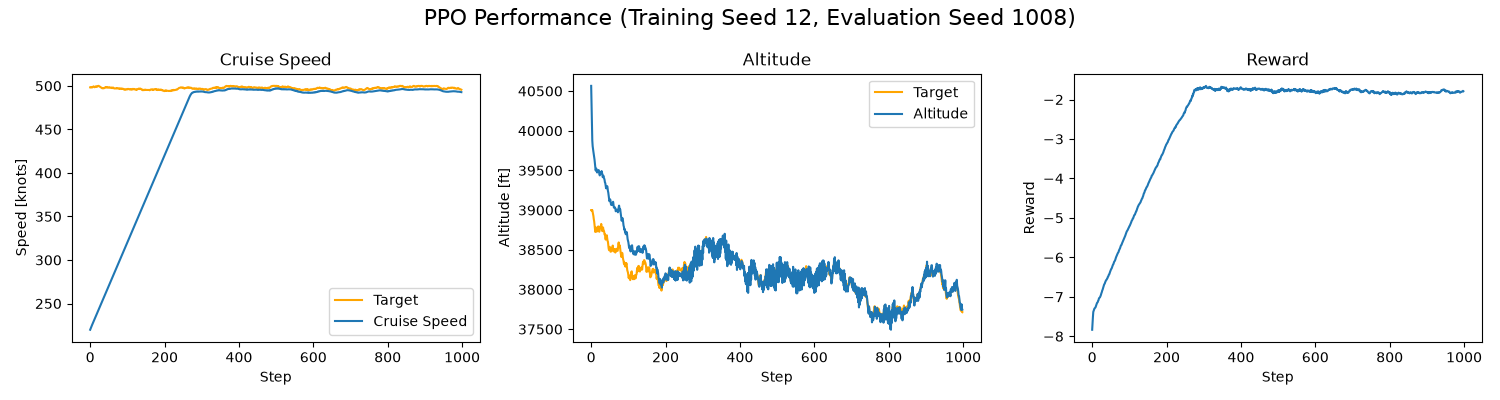 PPO Performance (Training Seed 12, Evaluation Seed 1008)
Cruise Speed
Speed [knots]
500
450
400
350
300
250
0 200 400 600 800 1000
Step
Target
Cruise Speed
Altitude
Altitude [ft]
40500
40000
39500
39000
38500
38000
37500
0 200 400 600 800 1000
Step
Target
Altitude
Reward
Reward
−2
−3
−4
−5
−6
−7
−8
0 200 400 600 800 1000
Step